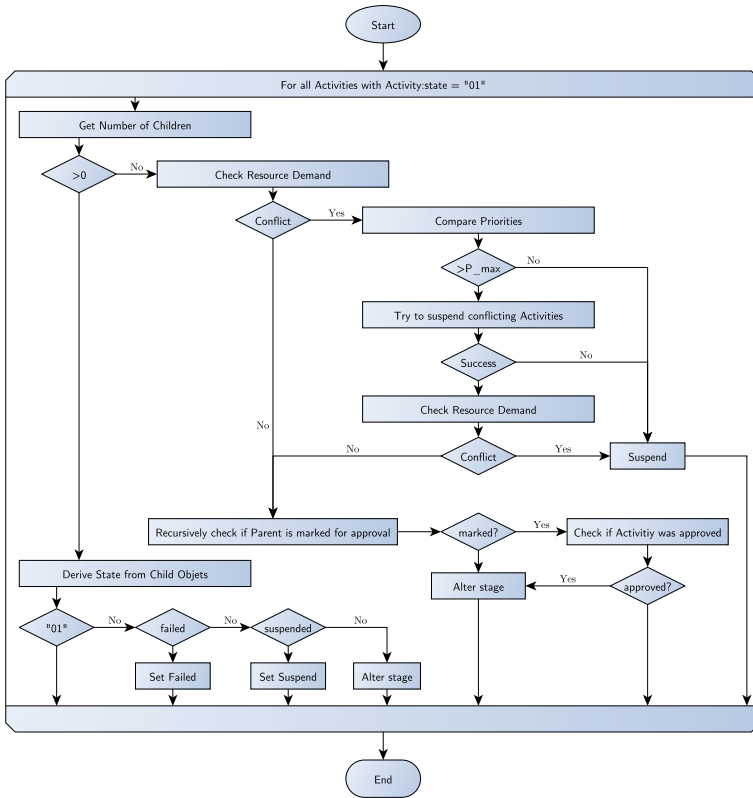 Start
For all Activities with Activity:state = "01"
Get Number of Children
>0
No
Check Resource Demand
Conflict
Yes
Compare Priorities
>P_max
No
Try to suspend conflicting Activities
Success
No
Check Resource Demand
No
No
Conflict
Yes
Suspend
Recursively check if Parent is marked for approval
marked?
Yes
Check if Activitiy was approved
Derive State from Child Objets
Alter stage
Yes
approved?
"01"
No
failed
No
suspended
No
Set Failed
Set Suspend
Alter stage
End